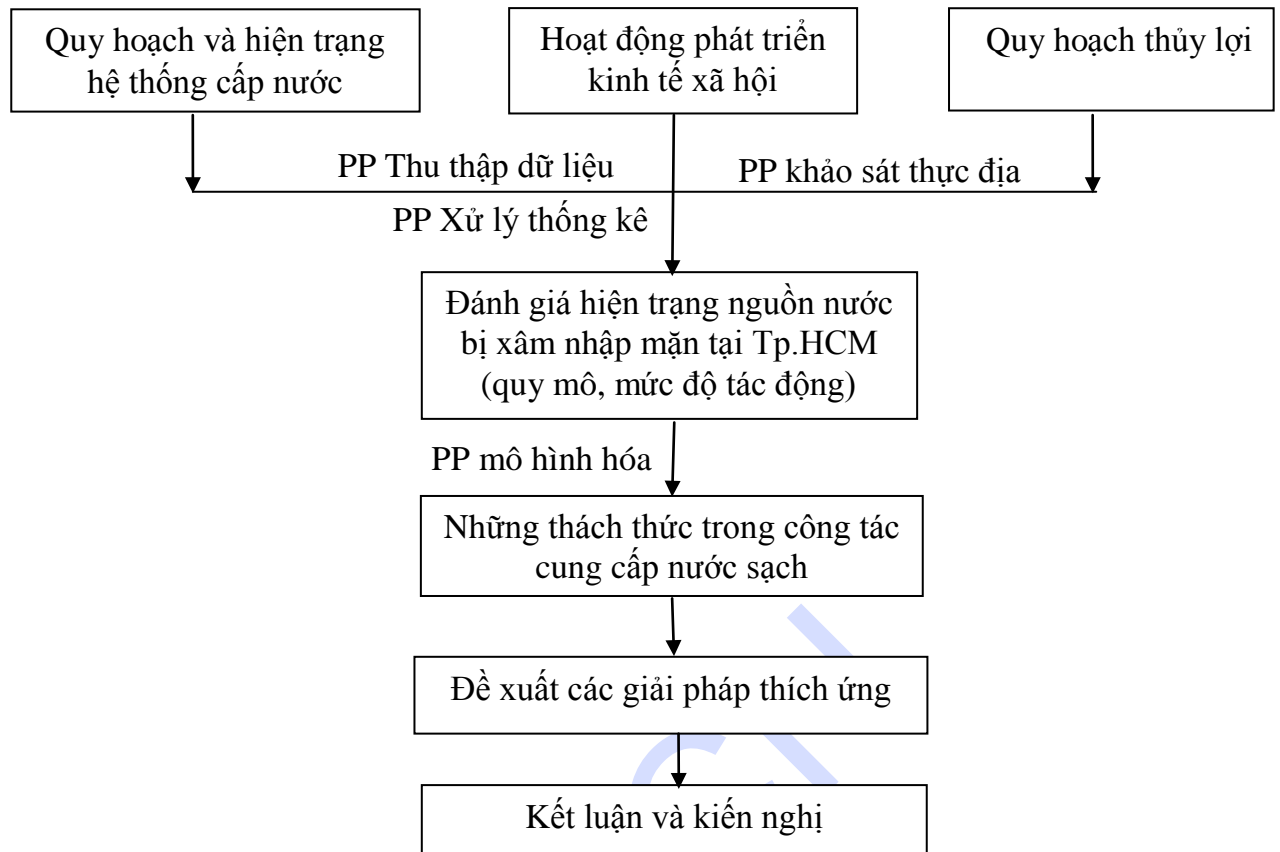 Quy hoạch và hiện trạng
hệ thống cấp nước
Hoạt động phát triển
kinh tế xã hội
Quy hoạch thủy lợi
PP Thu thập dữ liệu
PP khảo sát thực địa
PP Xử lý thống kê
Đánh giá hiện trạng nguồn nước
bị xâm nhập mặn tại Tp.HCM
(quy mô, mức độ tác động)
PP mô hình hóa
Những thách thức trong công tác
cung cấp nước sạch
Đề xuất các giải pháp thích ứng
Kết luận và kiến nghị